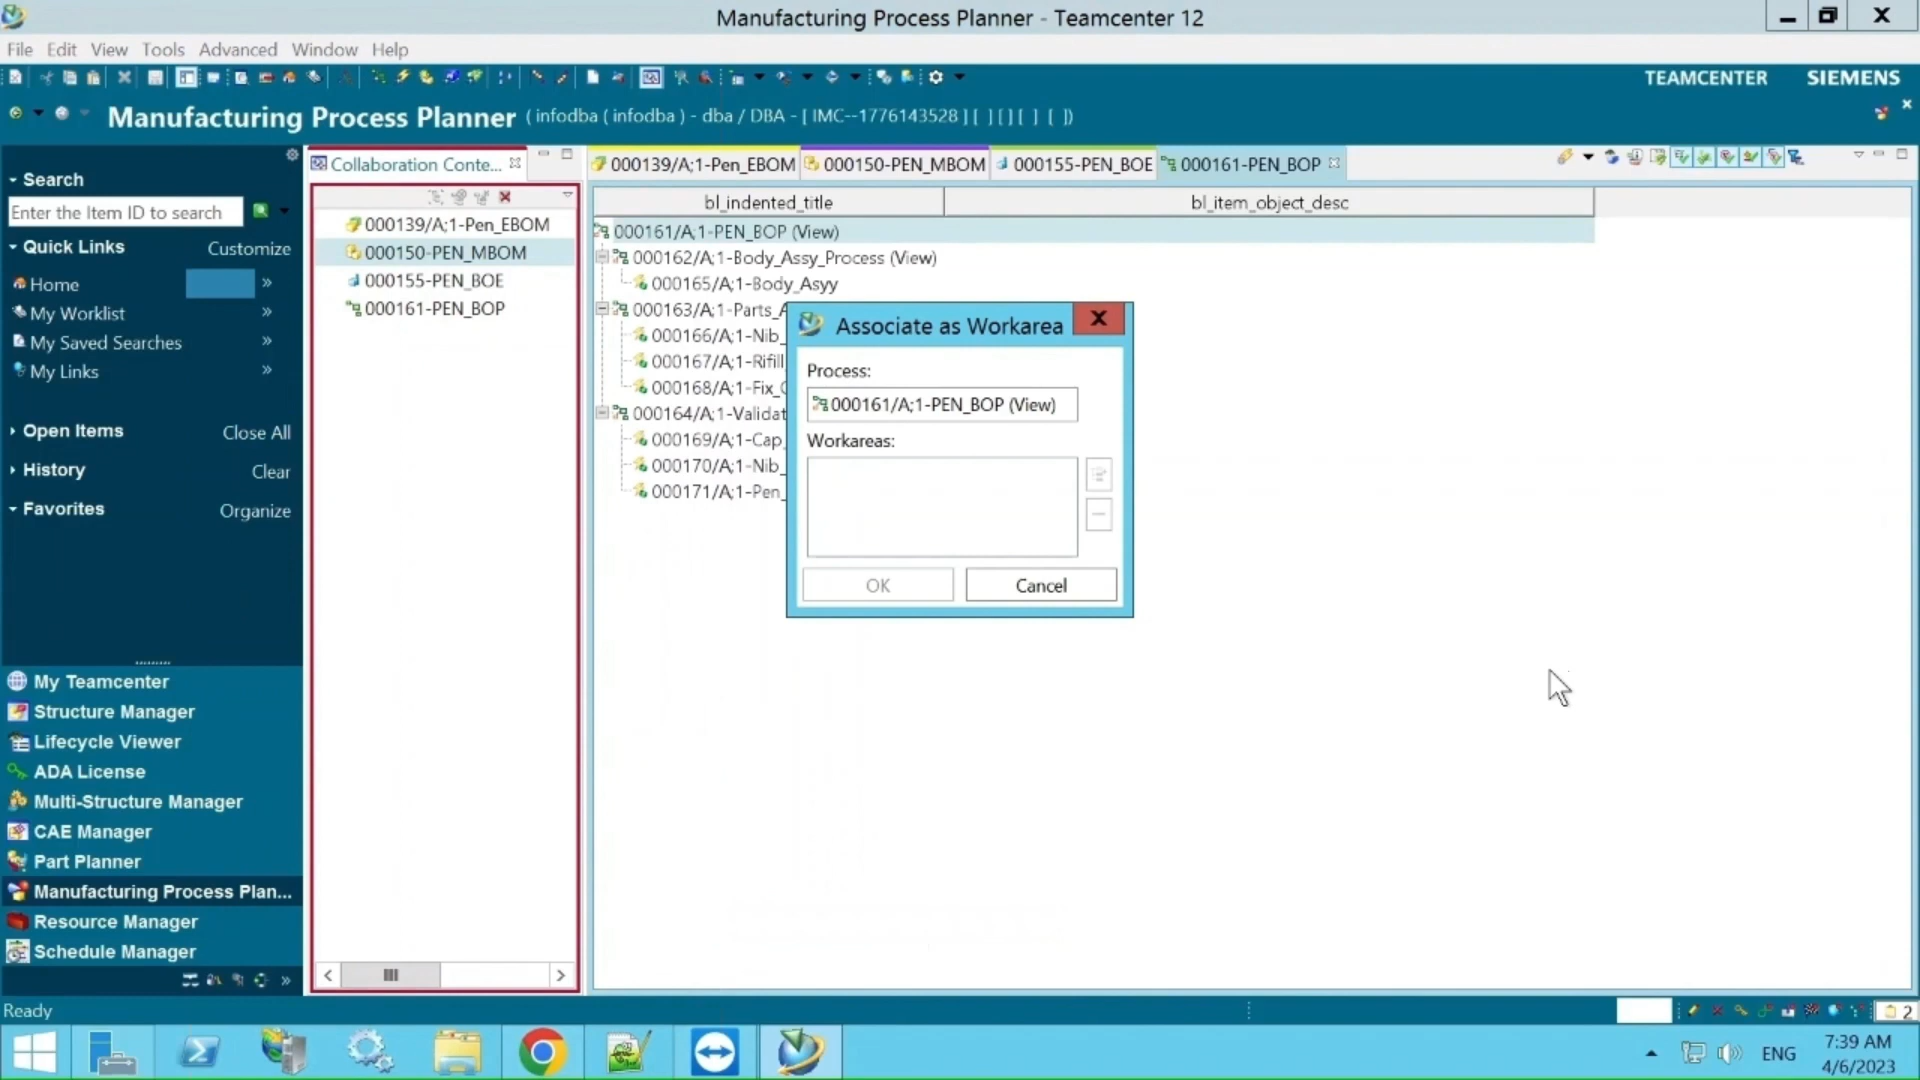 Manufacturing Process Planner - Teamcenter 12
File Edit View Tools Advanced Window Help
TEAMCENTER SIEMENS
Manufacturing Process Planner ( infodba ( infodba ) - dba / DBA - [ IMC--1776143528 ] [ ] [ ] [ ] [ ])
Search
Enter the Item ID to search
Quick Links Customize
Home
My Worklist
My Saved Searches
My Links
Open Items Close All
History Clear
Favorites Organize
My Teamcenter
Structure Manager
Lifecycle Viewer
ADA License
Multi-Structure Manager
CAE Manager
Part Planner
Manufacturing Process Plan...
Resource Manager
Schedule Manager
Collaboration Conte...
000139/A;1-Pen_EBOM
000150-PEN_MBOM
000155-PEN_BOE
000161-PEN_BOP
000139/A;1-Pen_EBOM 000150-PEN_MBOM 000155-PEN_BOE 000161-PEN_BOP
bl_indented_title bl_item_object_desc
000161/A;1-PEN_BOP (View)
000162/A;1-Body_Assy_Process (View)
000165/A;1-Body_Asyy
000163/A;1-Parts_A
000166/A;1-Nib_
000167/A;1-Rifill
000168/A;1-Fix_C
000164/A;1-Validat
000169/A;1-Cap_
000170/A;1-Nib_
000171/A;1-Pen_
Associate as Workarea
Process:
000161/A;1-PEN_BOP (View)
Workareas:
OK Cancel
Ready
2
ENG
7:39 AM
4/6/2023